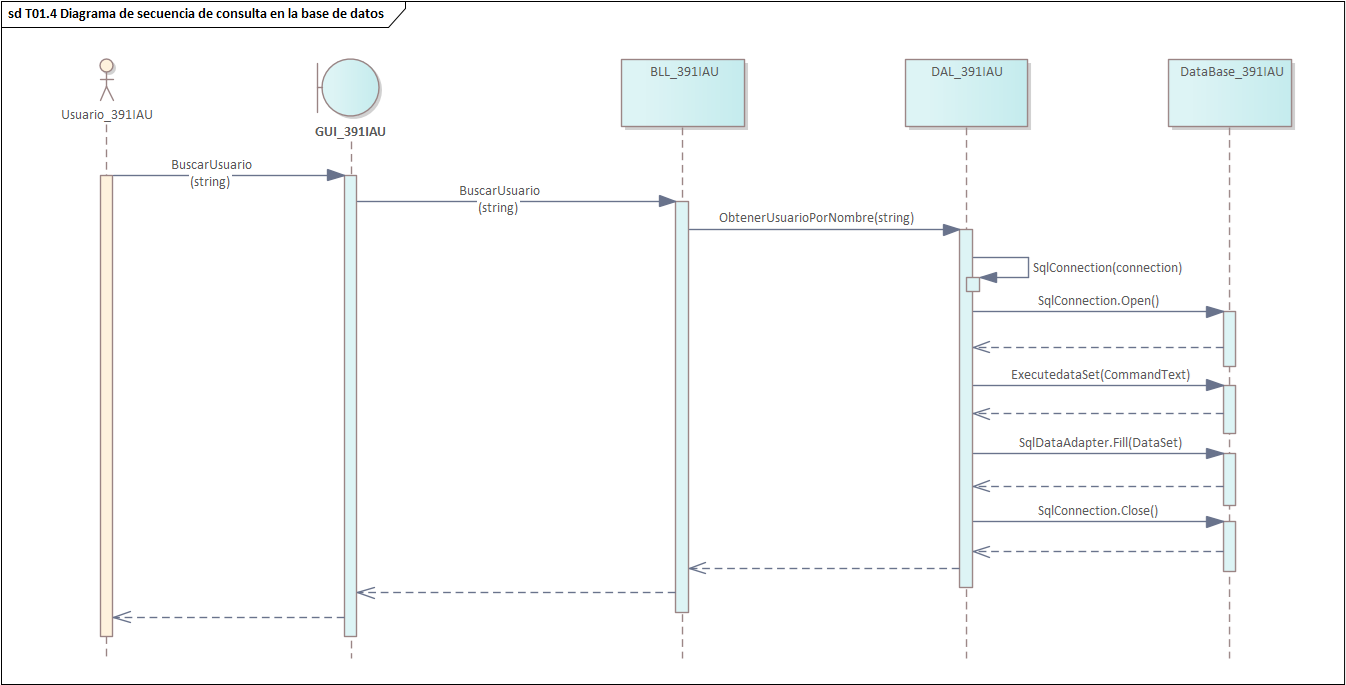 sd T01.4 Diagrama de secuencia de consulta en la base de datos
Usuario_391IAU
GUI_391IAU
BLL_391IAU
DAL_391IAU
DataBase_391IAU
BuscarUsuario
(string)
BuscarUsuario
(string)
ObtenerUsuarioPorNombre(string)
SqlConnection(connection)
SqlConnection.Open()
ExecutedataSet(CommandText)
SqlDataAdapter.Fill(DataSet)
SqlConnection.Close()